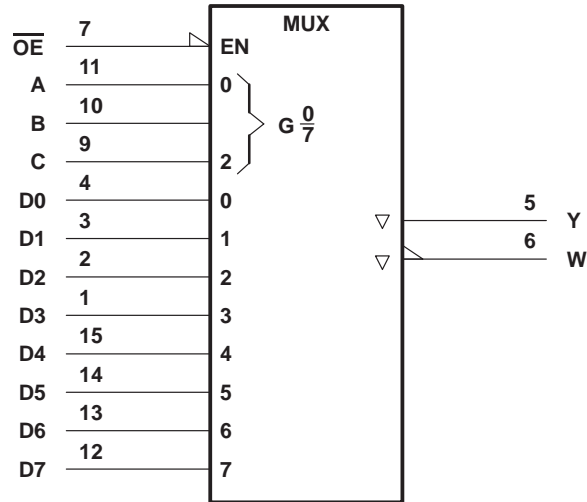 MUX
OE 7 EN
A 11 0
B 10 G 0/7
C 9 2
D0 4 0
D1 3 1 5 Y
D2 2 2 6 W
D3 1 3
D4 15 4
D5 14 5
D6 13 6
D7 12 7